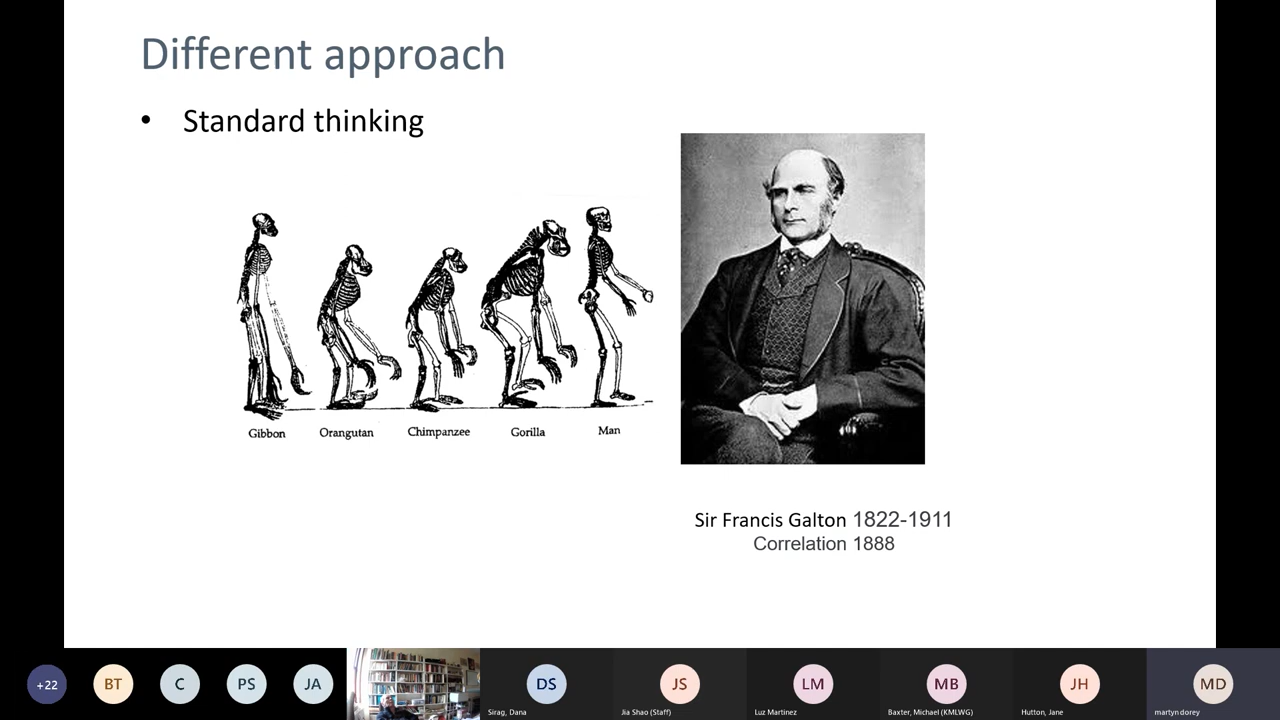 Different approach
• Standard thinking
Gibbon Orangutan Chimpanzee Gorilla Man
Sir Francis Galton 1822-1911
Correlation 1888
+22 BT C PS JA DS JS LM MB JH MD
Sirag, Dana Jia Shao (Staff) Luz Martinez Baxter, Michael (KMLWG) Hutton, Jane martyn dorey